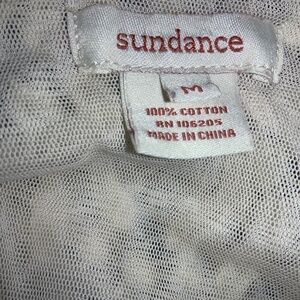 sundance
M
100% COTTON
RN 106205
MADE IN CHINA